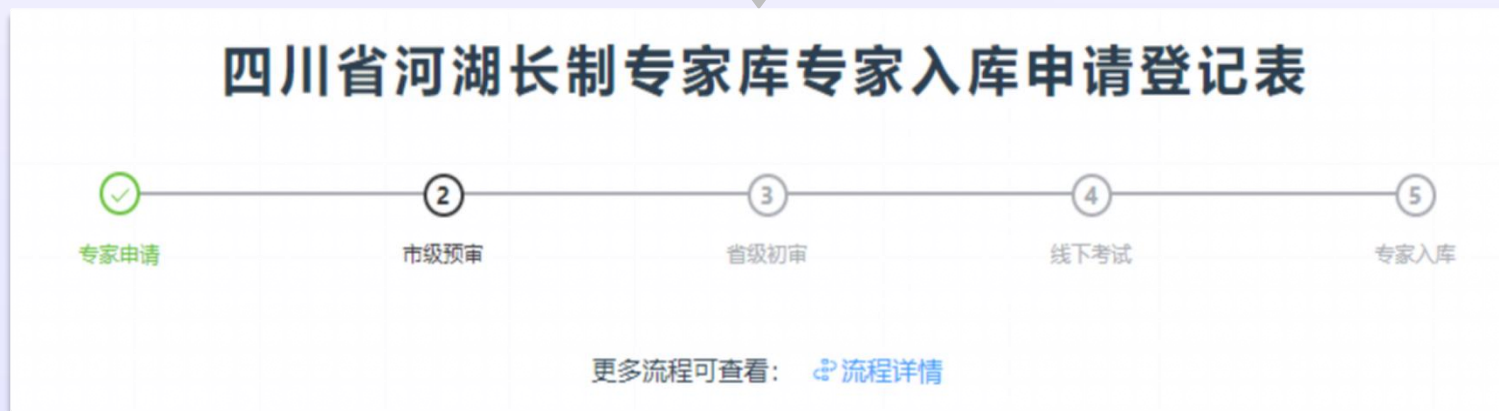 四川省河湖长制专家库专家入库申请登记表
2 3 4 5
专家申请 市级预审 省级初审 线下考试 专家入库
更多流程可查看： 流程详情